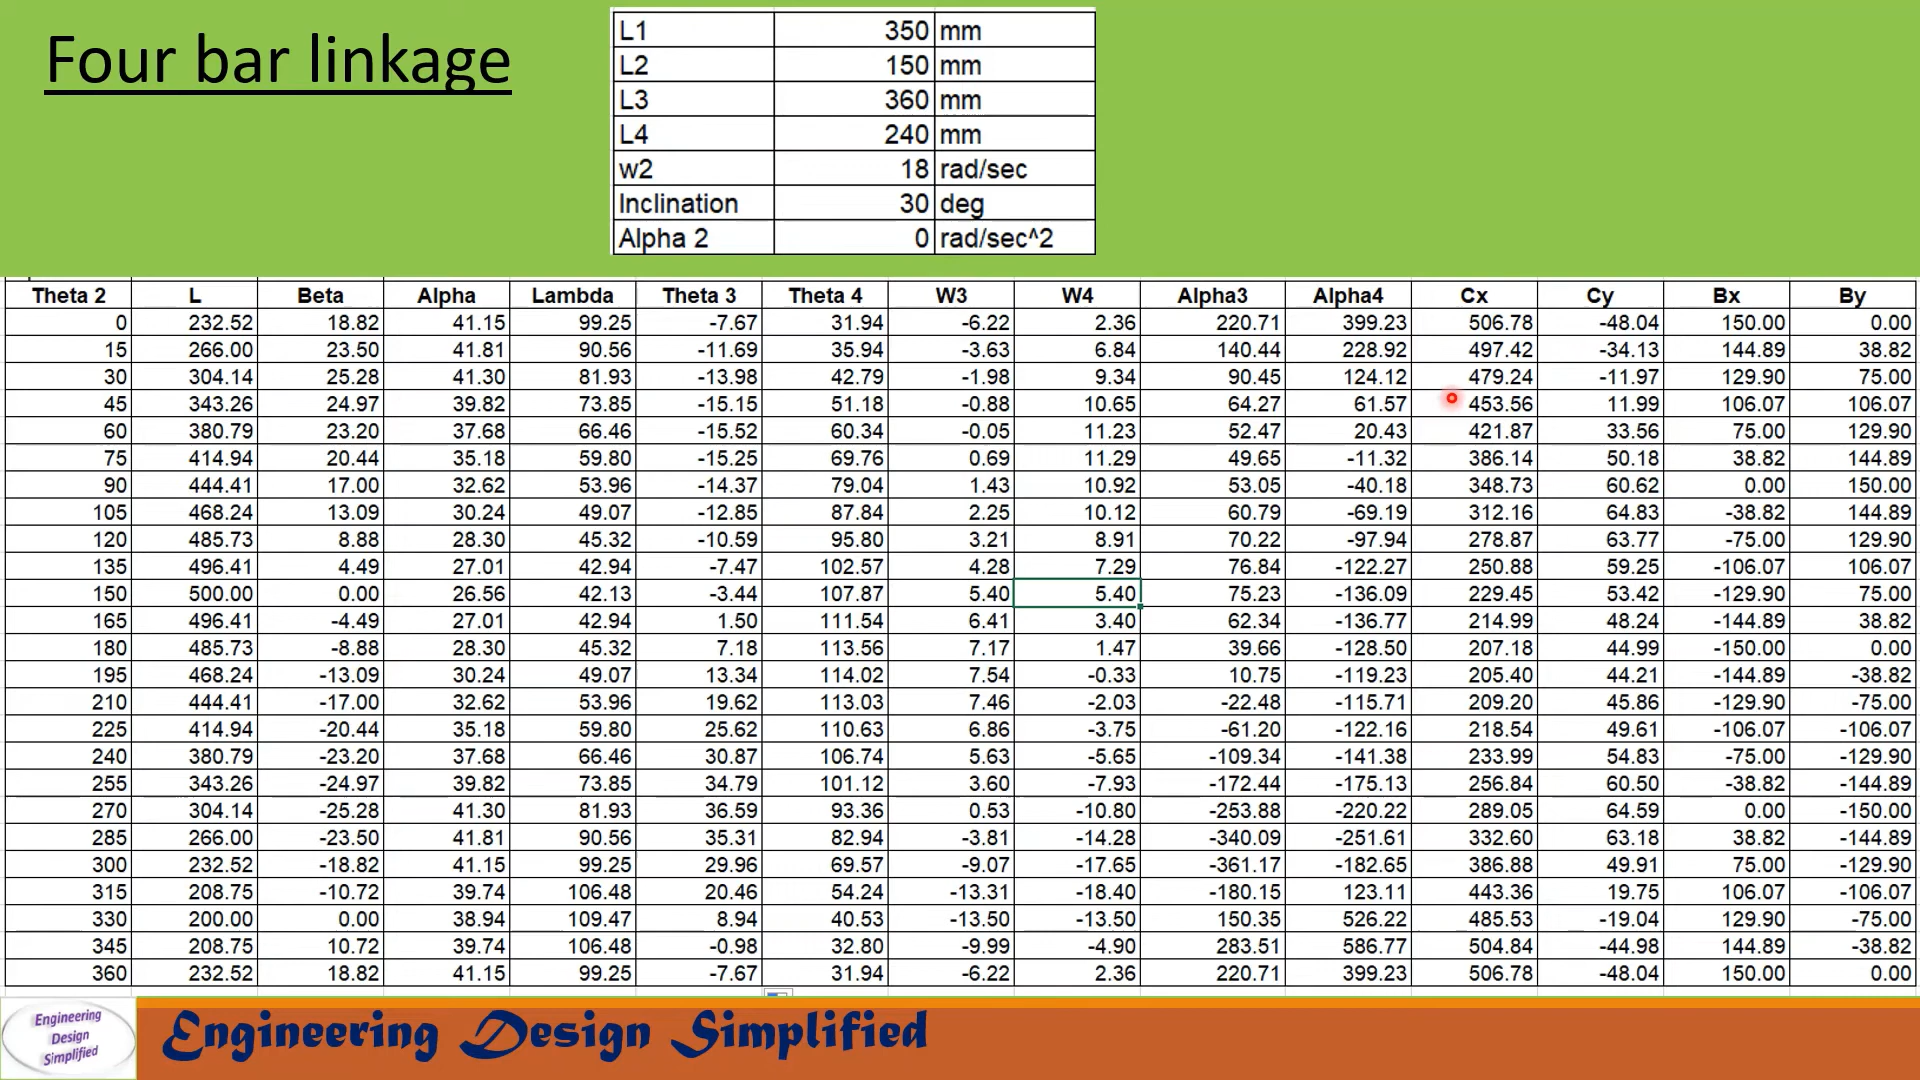 Four bar linkage
L1 350 mm
L2 150 mm
L3 360 mm
L4 240 mm
w2 18 rad/sec
Inclination 30 deg
Alpha 2 0 rad/sec^2
Theta 2 L Beta Alpha Lambda Theta 3 Theta 4 W3 W4 Alpha3 Alpha4 Cx Cy Bx By
0 232.52 18.82 41.15 99.25 -7.67 31.94 -6.22 2.36 220.71 399.23 506.78 -48.04 150.00 0.00
15 266.00 23.50 41.81 90.56 -11.69 35.94 -3.63 6.84 140.44 228.92 497.42 -34.13 144.89 38.82
30 304.14 25.28 41.30 81.93 -13.98 42.79 -1.98 9.34 90.45 124.12 479.24 -11.97 129.90 75.00
45 343.26 24.97 39.82 73.85 -15.15 51.18 -0.88 10.65 64.27 61.57 453.56 11.99 106.07 106.07
60 380.79 23.20 37.68 66.46 -15.52 60.34 -0.05 11.23 52.47 20.43 421.87 33.56 75.00 129.90
75 414.94 20.44 35.18 59.80 -15.25 69.76 0.69 11.29 49.65 -11.32 386.14 50.18 38.82 144.89
90 444.41 17.00 32.62 53.96 -14.37 79.04 1.43 10.92 53.05 -40.18 348.73 60.62 0.00 150.00
105 468.24 13.09 30.24 49.07 -12.85 87.84 2.25 10.12 60.79 -69.19 312.16 64.83 -38.82 144.89
120 485.73 8.88 28.30 45.32 -10.59 95.80 3.21 8.91 70.22 -97.94 278.87 63.77 -75.00 129.90
135 496.41 4.49 27.01 42.94 -7.47 102.57 4.28 7.29 76.84 -122.27 250.88 59.25 -106.07 106.07
150 500.00 0.00 26.56 42.13 -3.44 107.87 5.40 5.40 75.23 -136.09 229.45 53.42 -129.90 75.00
165 496.41 -4.49 27.01 42.94 1.50 111.54 6.41 3.40 62.34 -136.77 214.99 48.24 -144.89 38.82
180 485.73 -8.88 28.30 45.32 7.18 113.56 7.17 1.47 39.66 -128.50 207.18 44.99 -150.00 0.00
195 468.24 -13.09 30.24 49.07 13.34 114.02 7.54 -0.33 10.75 -119.23 205.40 44.21 -144.89 -38.82
210 444.41 -17.00 32.62 53.96 19.62 113.03 7.46 -2.03 -22.48 -115.71 209.20 45.86 -129.90 -75.00
225 414.94 -20.44 35.18 59.80 25.62 110.63 6.86 -3.75 -61.20 -122.16 218.54 49.61 -106.07 -106.07
240 380.79 -23.20 37.68 66.46 30.87 106.74 5.63 -5.65 -109.34 -141.38 233.99 54.83 -75.00 -129.90
255 343.26 -24.97 39.82 73.85 34.79 101.12 3.60 -7.93 -172.44 -175.13 256.84 60.50 -38.82 -144.89
270 304.14 -25.28 41.30 81.93 36.59 93.36 0.53 -10.80 -253.88 -220.22 289.05 64.59 0.00 -150.00
285 266.00 -23.50 41.81 90.56 35.31 82.94 -3.81 -14.28 -340.09 -251.61 332.60 63.18 38.82 -144.89
300 232.52 -18.82 41.15 99.25 29.96 69.57 -9.07 -17.65 -361.17 -182.65 386.88 49.91 75.00 -129.90
315 208.75 -10.72 39.74 106.48 20.46 54.24 -13.31 -18.40 -180.15 123.11 443.36 19.75 106.07 -106.07
330 200.00 0.00 38.94 109.47 8.94 40.53 -13.50 -13.50 150.35 526.22 485.53 -19.04 129.90 -75.00
345 208.75 10.72 39.74 106.48 -0.98 32.80 -9.99 -4.90 283.51 586.77 504.84 -44.98 144.89 -38.82
360 232.52 18.82 41.15 99.25 -7.67 31.94 -6.22 2.36 220.71 399.23 506.78 -48.04 150.00 0.00
Engineering
Design
Simplified
Engineering Design Simplified